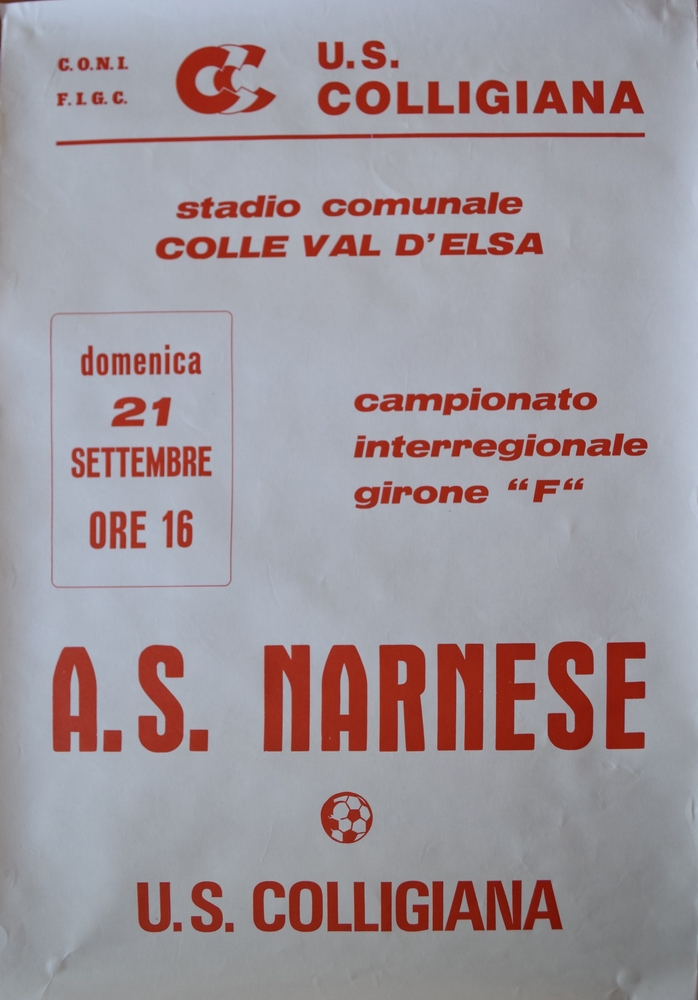 C.O.N.I.
F.I.G.C.
U.S.
COLLIGIANA
stadio comunale
COLLE VAL D'ELSA
domenica
21
SETTEMBRE
ORE 16
campionato
interregionale
girone “F“
A.S. NARNESE
U.S. COLLIGIANA